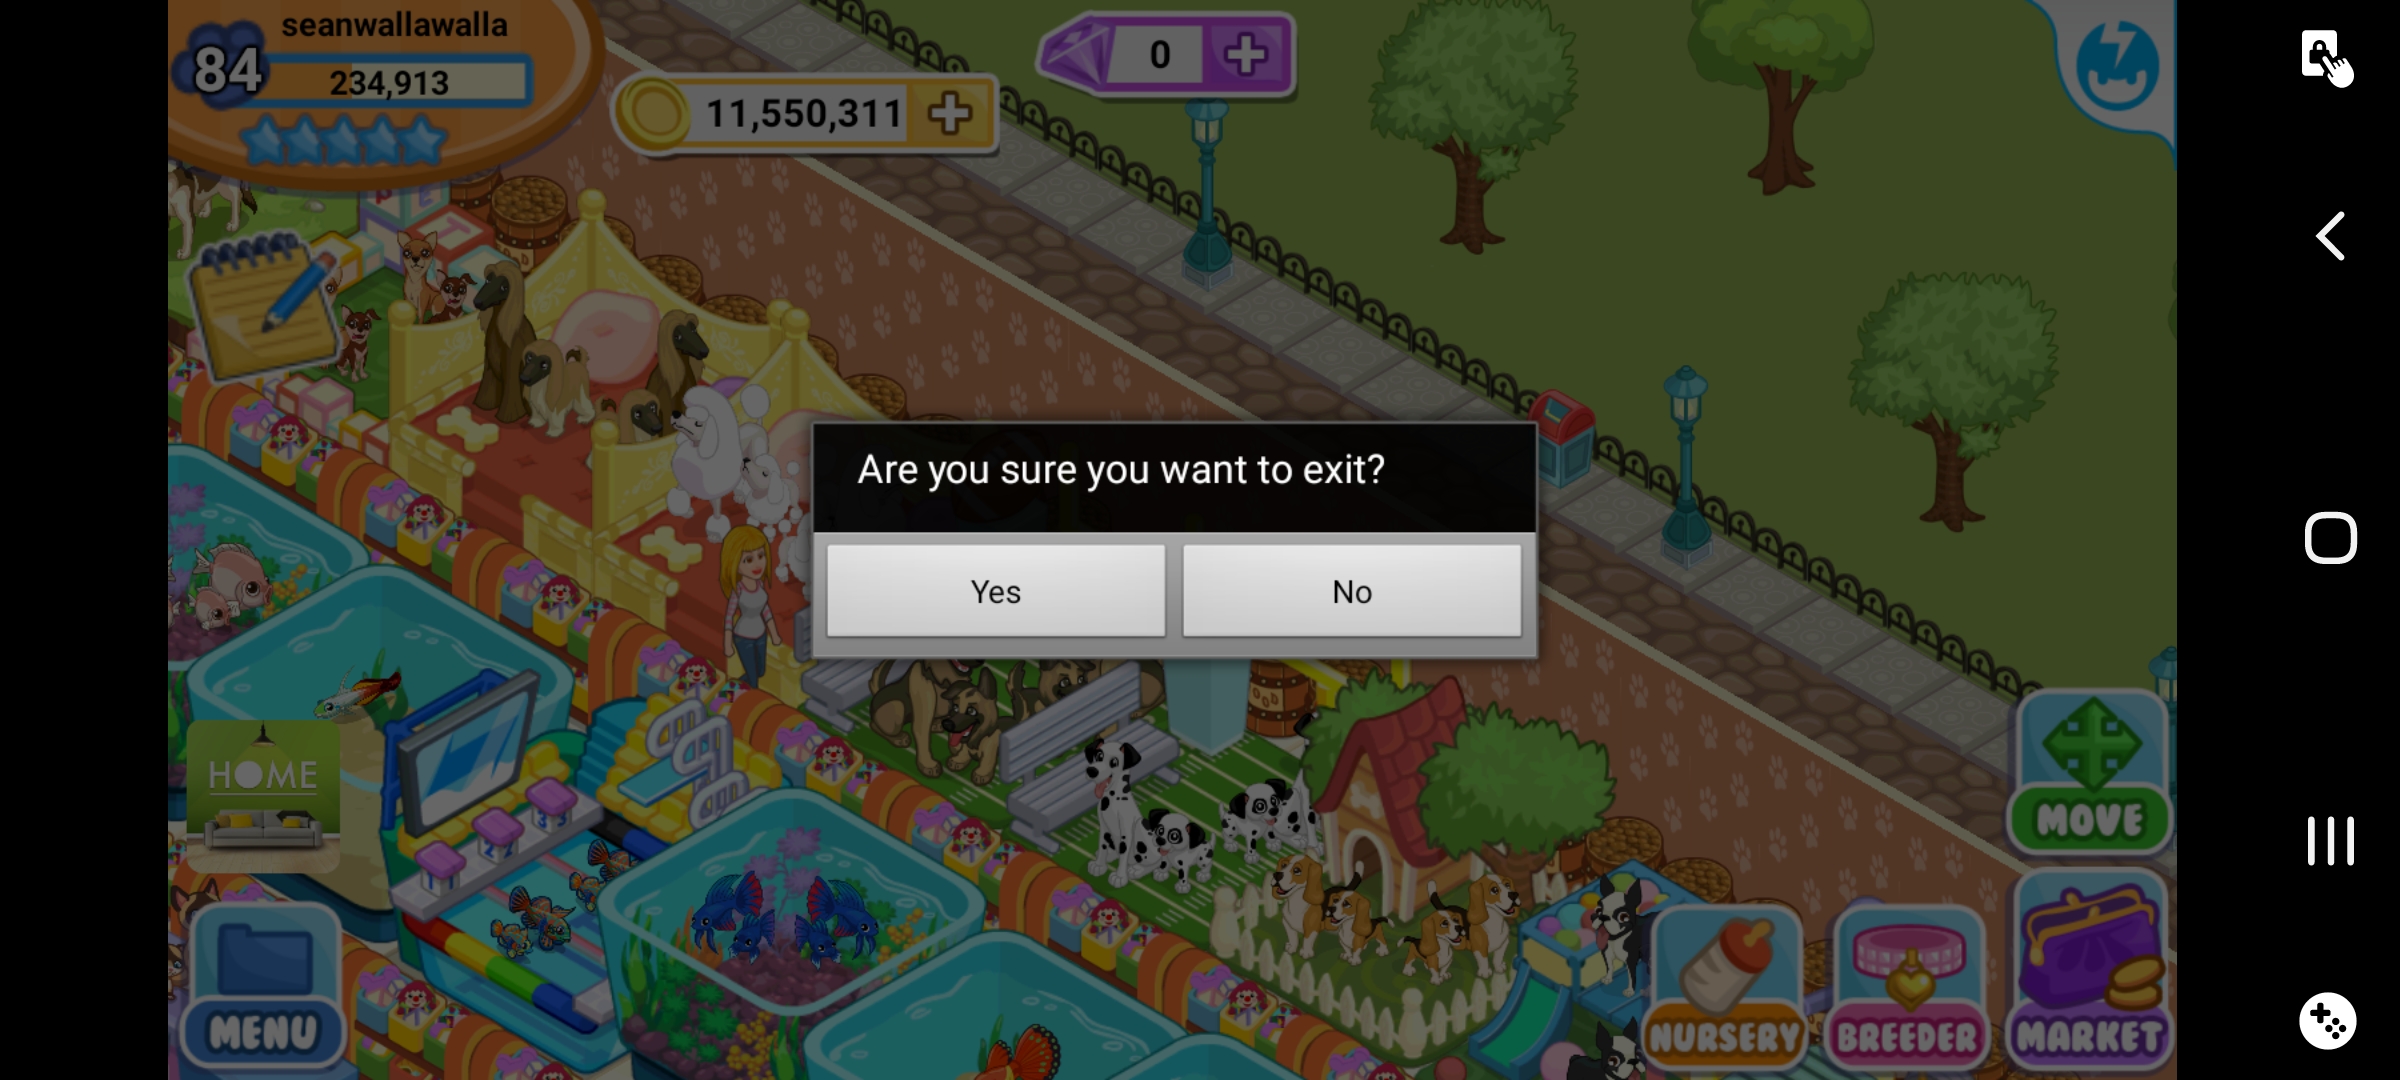 seanwallawalla
84
234,913
0
11,550,311
Are you sure you want to exit?
Yes
No
HOME
MOVE
MENU
NURSERY
BREEDER
MARKET